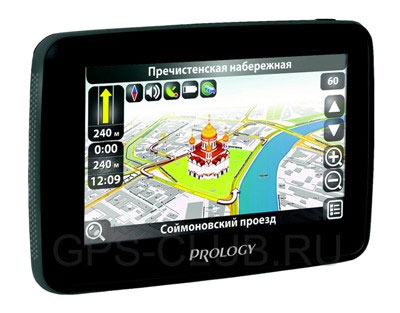 Пречистенская набережная
60
240 м
0:00
240 м
12:09
Соймоновский проезд
PROLOGY
GPS-CLUB.RU